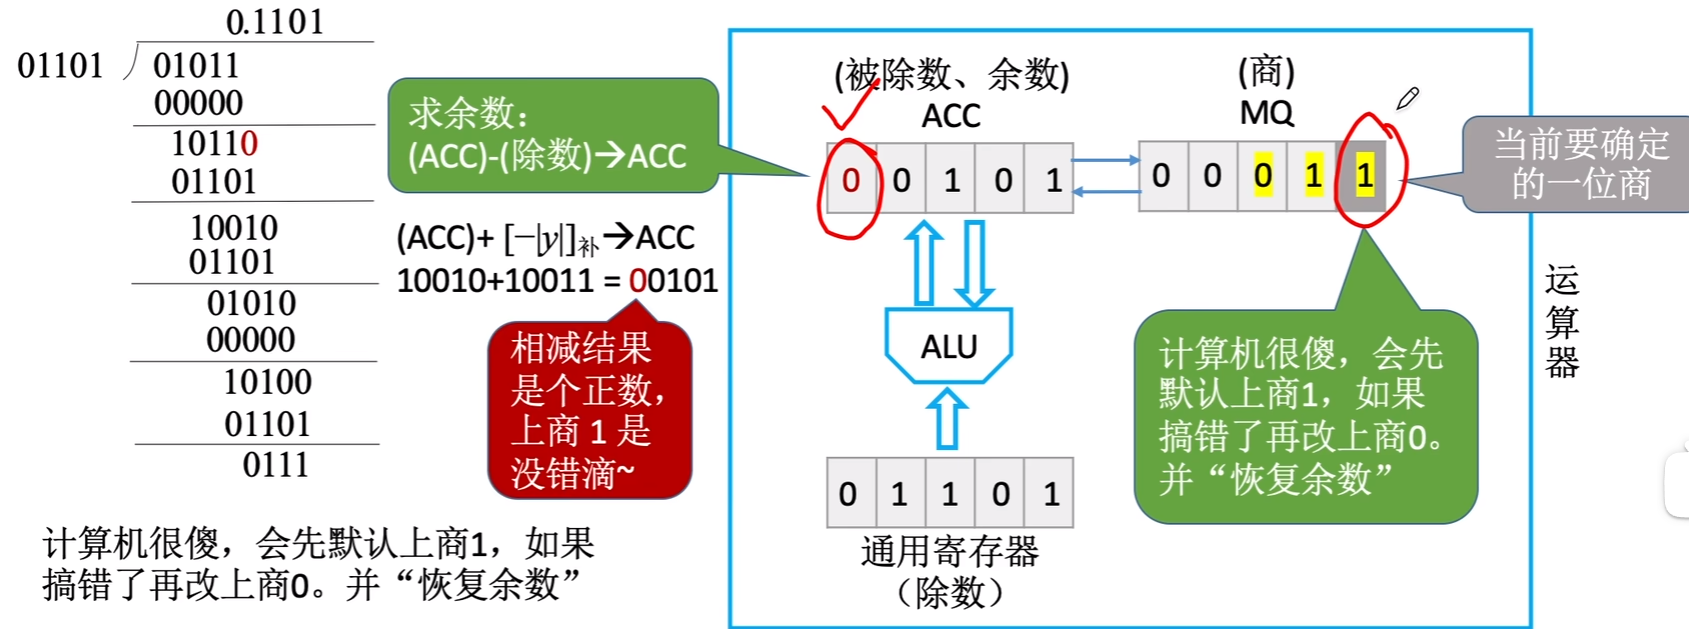 0.1101
01101
01011
00000
10110
01101
10010
01101
01010
00000
10100
01101
0111
计算机很傻，会先默认上商1，如果
搞错了再改上商0。并“恢复余数”
求余数：
(ACC)-(除数)→ACC
(ACC)+ [−|y|]补→ACC
10010+10011 = 00101
相减结果
是个正数，
上商 1 是
没错滴~
(被除数、余数)
ACC
0 0 1 0 1
(商)
MQ
0 0 0 1 1
ALU
0 1 1 0 1
通用寄存器
（除数）
当前要确定
的一位商
计算机很傻，会先
默认上商1，如果
搞错了再改上商0。
并“恢复余数”
运
算
器